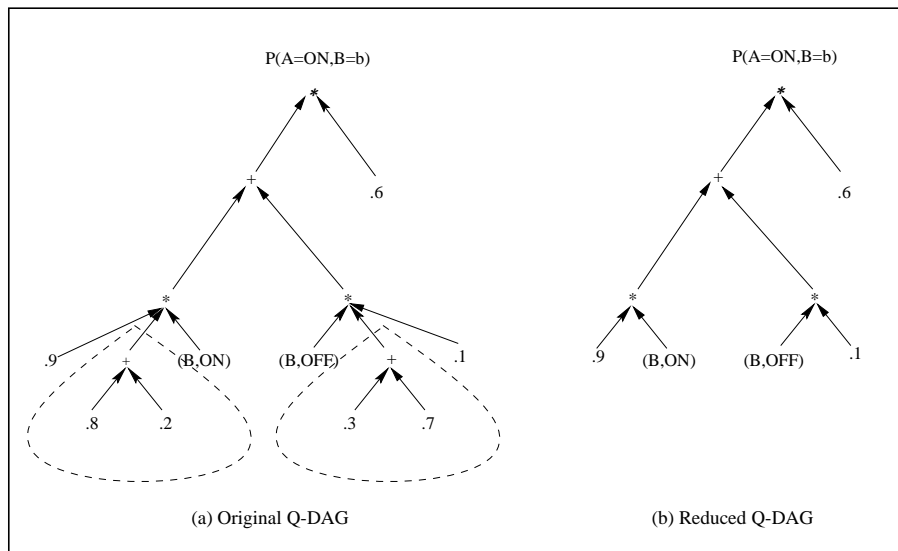 P(A=ON,B=b) P(A=ON,B=b)
* *
+ .6 + .6
* * * *
.9 + (B,ON) (B,OFF) + .1 .9 (B,ON) (B,OFF) .1
.8 .2 .3 .7
(a) Original Q-DAG (b) Reduced Q-DAG